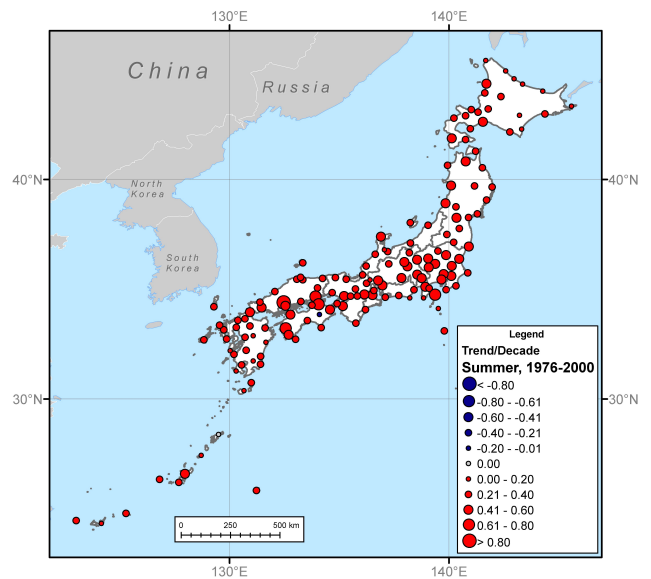 130°E 140°E
China
Russia
40°N 40°N
North
Korea
South
Korea
Legend
Trend/Decade
Summer, 1976-2000
< -0.80
-0.80 - -0.61
-0.60 - -0.41
-0.40 - -0.21
-0.20 - -0.01
0.00
0.00 - 0.20
0.21 - 0.40
0.41 - 0.60
0.61 - 0.80
> 0.80
30°N 30°N
0 250 500 km
130°E 140°E